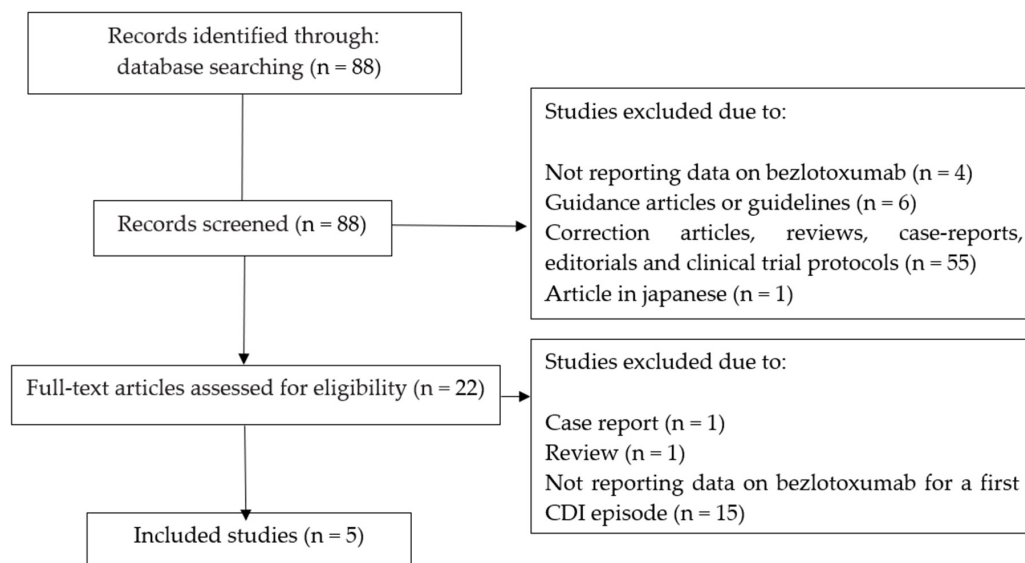 Records identified through:
database searching (n = 88)
Studies excluded due to:
Not reporting data on bezlotoxumab (n = 4)
Guidance articles or guidelines (n = 6)
Correction articles, reviews, case-reports,
editorials and clinical trial protocols (n = 55)
Article in japanese (n = 1)
Records screened (n = 88)
Studies excluded due to:
Case report (n = 1)
Review (n = 1)
Not reporting data on bezlotoxumab for a first
CDI episode (n = 15)
Full-text articles assessed for eligibility (n = 22)
Included studies (n = 5)